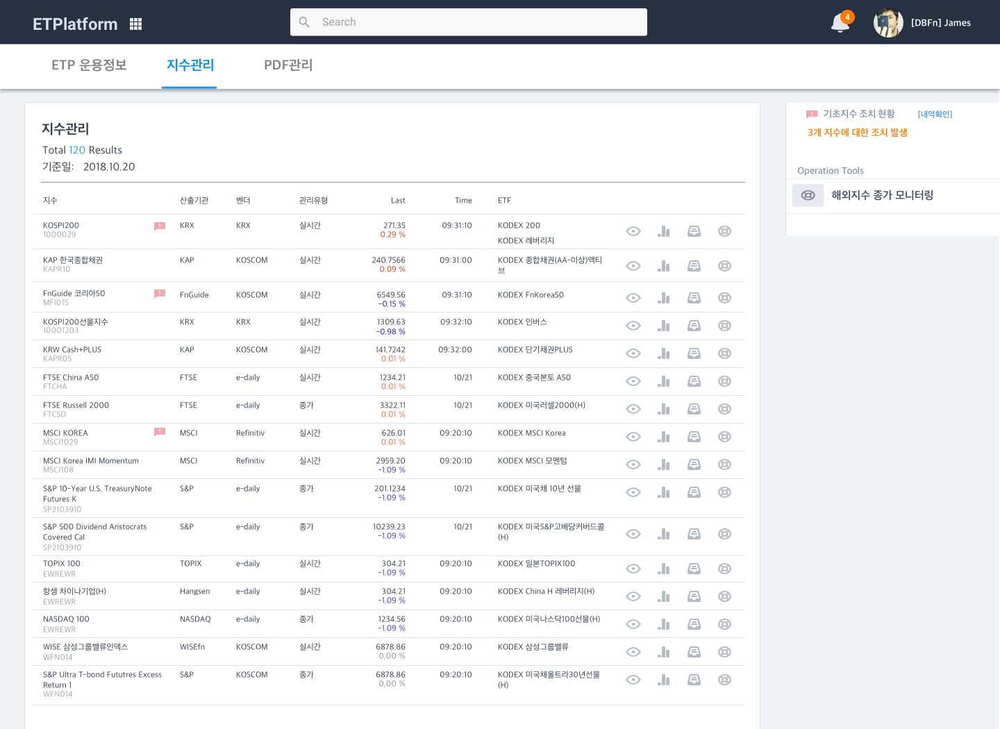 ETPlatform
Search
4
[DBFn] James
ETP 운용정보 지수관리 PDF관리
지수관리
Total 120 Results
기준일: 2018.10.20
지수 산출기관 벤더 관리유형 Last Time ETF
KOSPI200 KRX KRX 실시간 271.35 09:31:10 KODEX 200
1000029 0.29 % KODEX 레버리지
KAP 한국종합채권 KAP KOSCOM 실시간 240.7566 09:31:00 KODEX 종합채권(AA-이상)액티
KAPR10 0.09 % 브
FnGuide 코리아50 FnGuide KOSCOM 실시간 6549.56 09:31:10 KODEX FnKorea50
MFI015 -0.15 %
KOSPI200선물지수 KRX KRX 실시간 1309.63 09:32:10 KODEX 인버스
10001203 -0.98 %
KRW Cash+PLUS KAP KOSCOM 실시간 141.7242 09:32:00 KODEX 단기채권PLUS
KAPR05 0.01 %
FTSE China A50 FTSE e-daily 실시간 1234.21 10/21 KODEX 중국본토 A50
FTCHA 0.01 %
FTSE Russell 2000 FTSE e-daily 종가 3322.11 10/21 KODEX 미국러셀2000(H)
FTCSD 0.01 %
MSCI KOREA MSCI Refinitiv 실시간 626.01 09:20:10 KODEX MSCI Korea
MSCI1029 0.01 %
MSCI Korea IMI Momentum MSCI Refinitiv 실시간 2959.20 09:20:10 KODEX MSCI 모멘텀
MSCI108 -1.09 %
S&P 10-Year U.S. TreasuryNote S&P e-daily 종가 201.1234 10/21 KODEX 미국채 10년 선물
Futures K -1.09 %
SP2103910
S&P 500 Dividend Aristocrats S&P e-daily 종가 10239.23 10/21 KODEX 미국S&P고배당커버드콜
Covered Cal -1.09 % (H)
SP2103910
TOPIX 100 TOPIX e-daily 실시간 304.21 09:20:10 KODEX 일본TOPIX100
EWREWR -1.09 %
항셍 차이나기업(H) Hangsen e-daily 실시간 304.21 09:20:10 KODEX China H 레버리지(H)
EWREWR -1.09 %
NASDAQ 100 NASDAQ e-daily 종가 1234.56 09:20:10 KODEX 미국나스닥100선물(H)
EWREWR -1.09 %
WISE 삼성그룹밸류인덱스 WISEfn KOSCOM 실시간 6878.86 09:20:10 KODEX 삼성그룹밸류
WFN014 0,00 %
S&P Ultra T-bond Fututres Excess S&P KOSCOM 종가 6878.86 09:20:10 KODEX 미국채울트라30년선물
Return 1 0,00 % (H)
WFN014
기초지수 조치 현황 [내역확인]
3개 지수에 대한 조치 발생
Operation Tools
해외지수 종가 모니터링